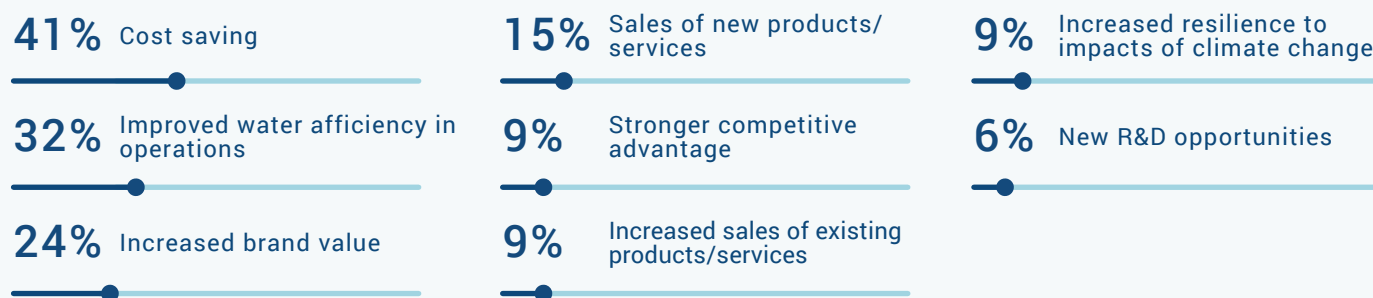 41% Cost saving
32% Improved water afficiency in
operations
24% Increased brand value
15% Sales of new products/
services
9% Stronger competitive
advantage
9% Increased sales of existing
products/services
9% Increased resilience to
impacts of climate change
6% New R&D opportunities